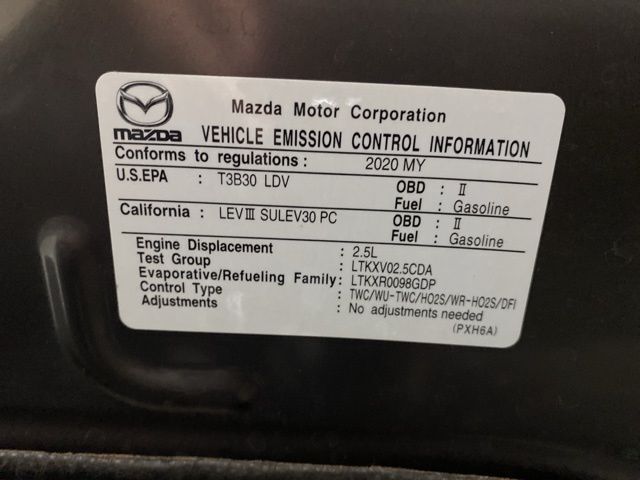 Mazda Motor Corporation
mazda VEHICLE EMISSION CONTROL INFORMATION
Conforms to regulations : 2020 MY
U.S.EPA : T3B30 LDV OBD : II
Fuel : Gasoline
California : LEVIII SULEV30 PC OBD : II
Fuel : Gasoline
Engine Displacement : 2.5L
Test Group : LTKXV02.5CDA
Evaporative/Refueling Family : LTKXR0098GDP
Control Type : TWC/WU-TWC/HO2S/WR-HO2S/DFI
Adjustments : No adjustments needed
(PXH6A)